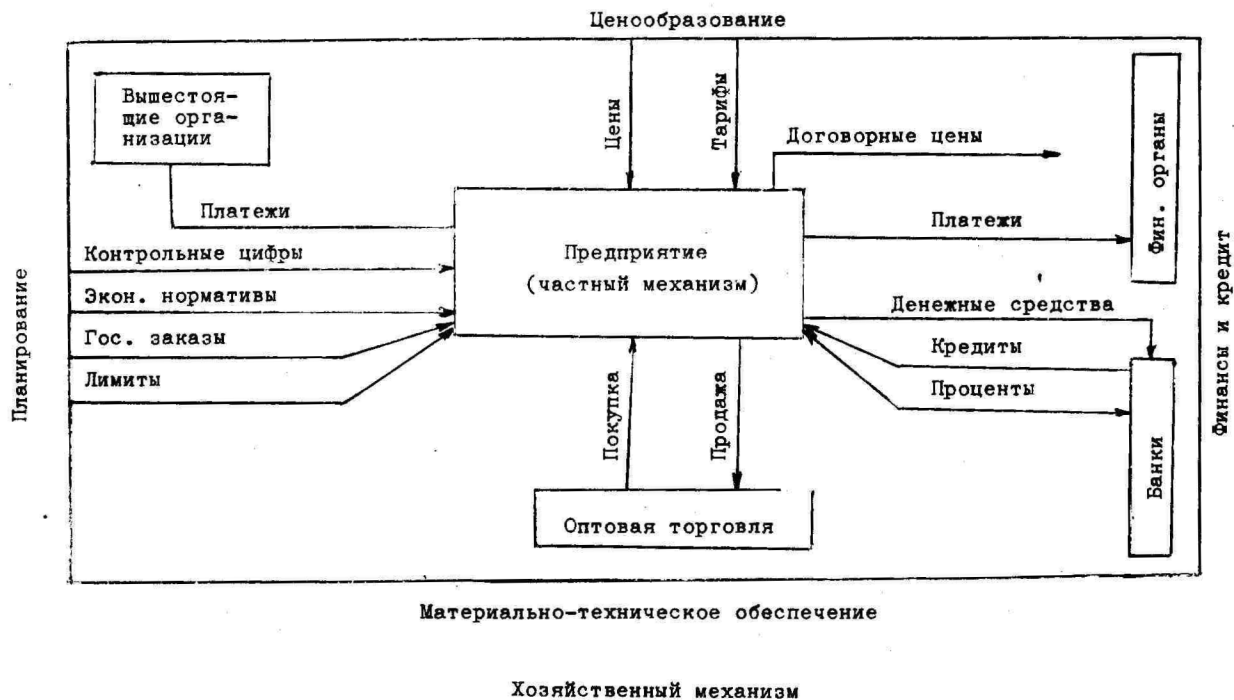 Ценообразование
Вышестоя-
щие орга-
низации
Цены
Тарифы
Договорные цены
Фин. органы
Платежи
Платежи
Контрольные цифры
Предприятие
(частный механизм)
Экон. нормативы
Денежные средства
Гос. заказы
Кредиты
Лимиты
Проценты
Планирование
Финансы и кредит
Покупка
Продажа
Банки
Оптовая торговля
Материально-техническое обеспечение
Хозяйственный механизм